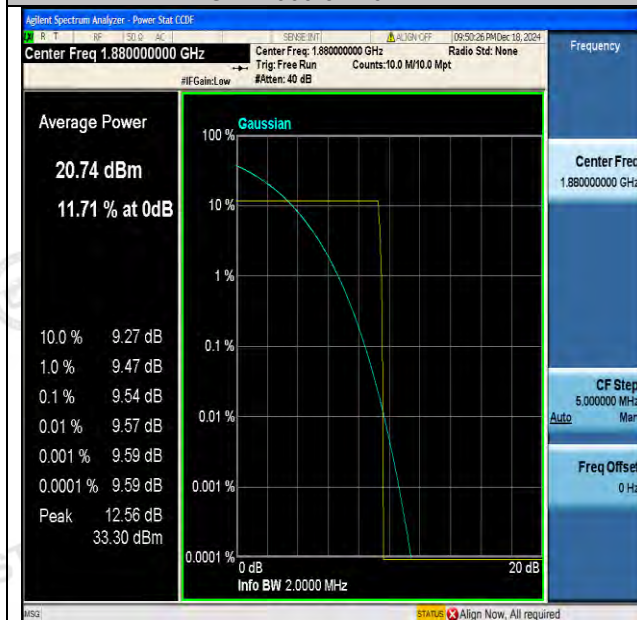 Agilent Spectrum Analyzer - Power Stat CCDF
R T RF 50 Ω AC SENSE:INT ALIGN OFF 09:50:26 PM Dec 18, 2024
Center Freq 1.880000000 GHz
Center Freq: 1.880000000 GHz Radio Std: None
Trig: Free Run Counts:10.0 M/10.0 Mpt
#IFGain:Low #Atten: 40 dB
Frequency
Average Power
20.74 dBm
11.71 % at 0dB
10.0 % 9.27 dB
1.0 % 9.47 dB
0.1 % 9.54 dB
0.01 % 9.57 dB
0.001 % 9.59 dB
0.0001 % 9.59 dB
Peak 12.56 dB
33.30 dBm
Gaussian
100 %
10 %
1 %
0.1 %
0.01 %
0.001 %
0.0001 %
0 dB 20 dB
Info BW 2.0000 MHz
Center Freq
1.880000000 GHz
CF Step
5.000000 MHz
Auto Man
Freq Offset
0 Hz
MSG STATUS Align Now, All required